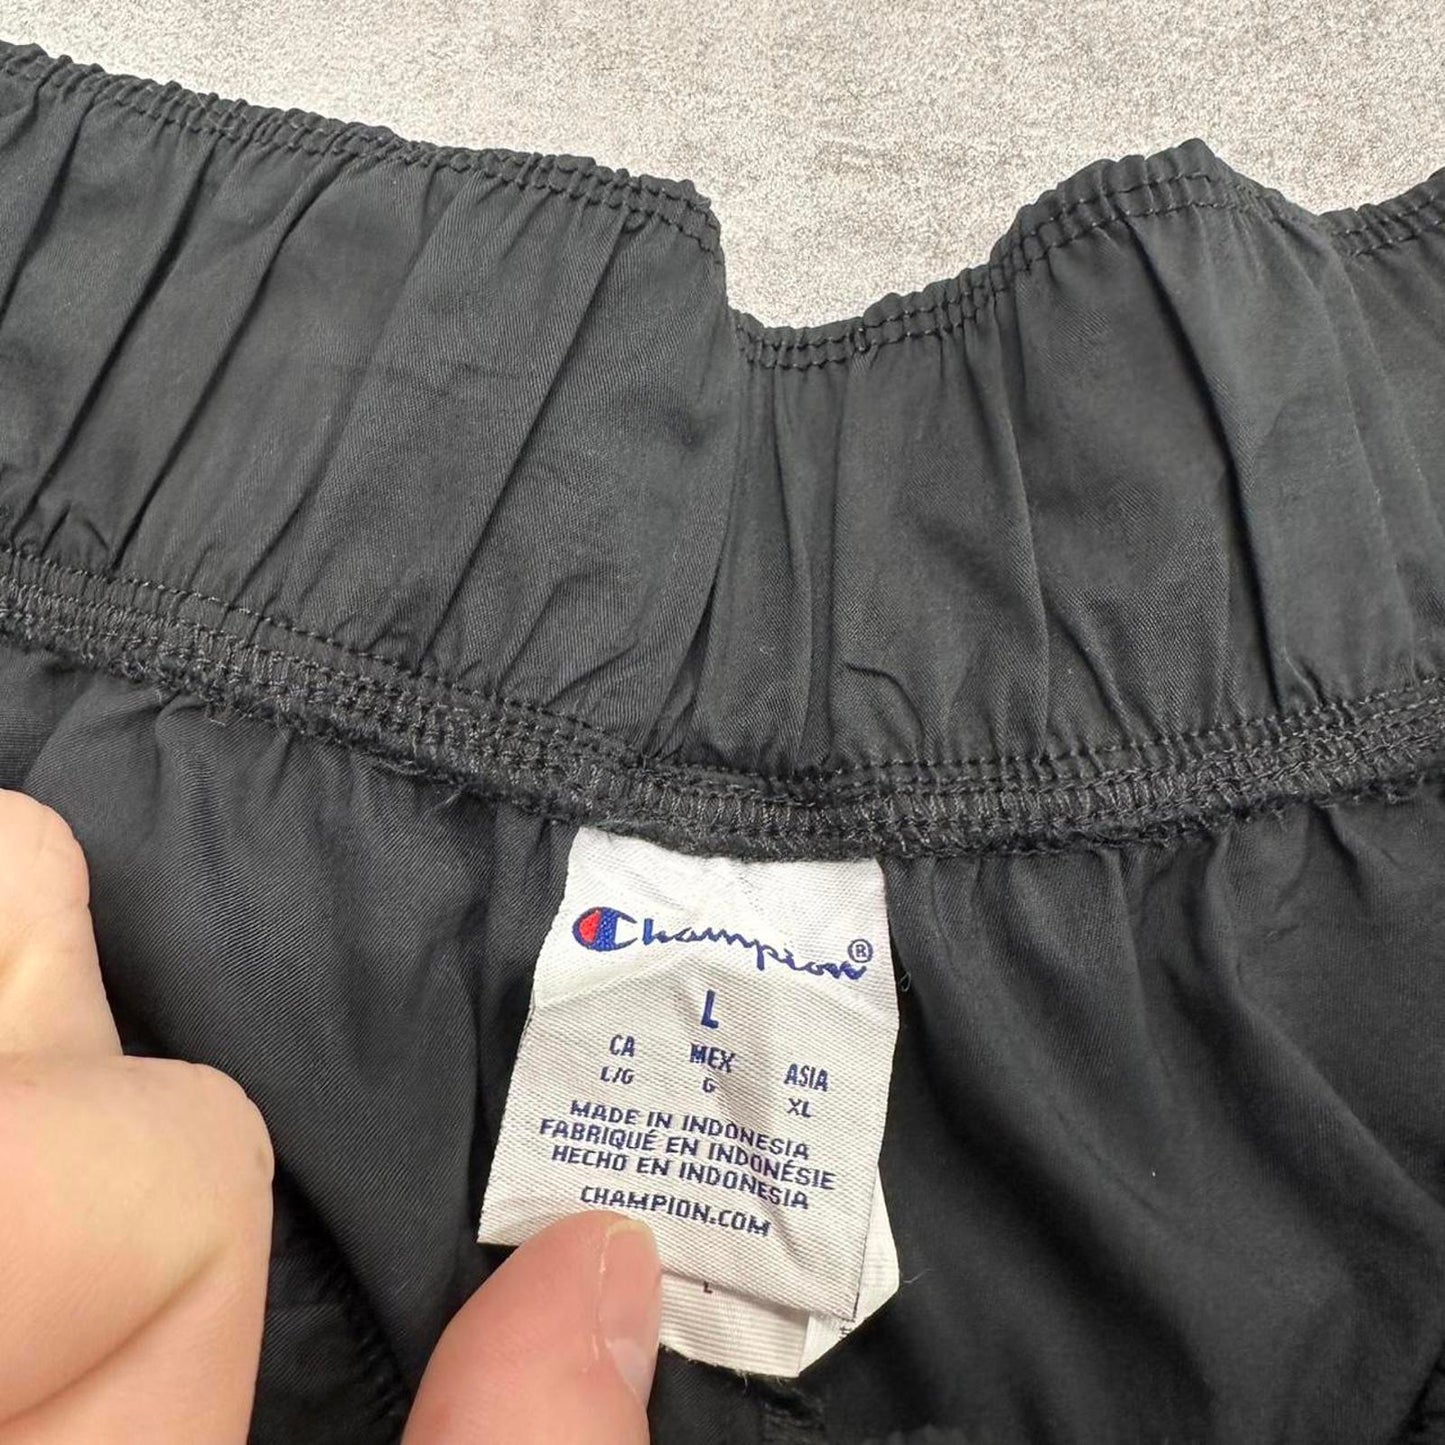 Champion®
L
CA MEX ASIA
L/G G XL
MADE IN INDONESIA
FABRIQUÉ EN INDONÉSIE
HECHO EN INDONESIA
CHAMPION.COM
L